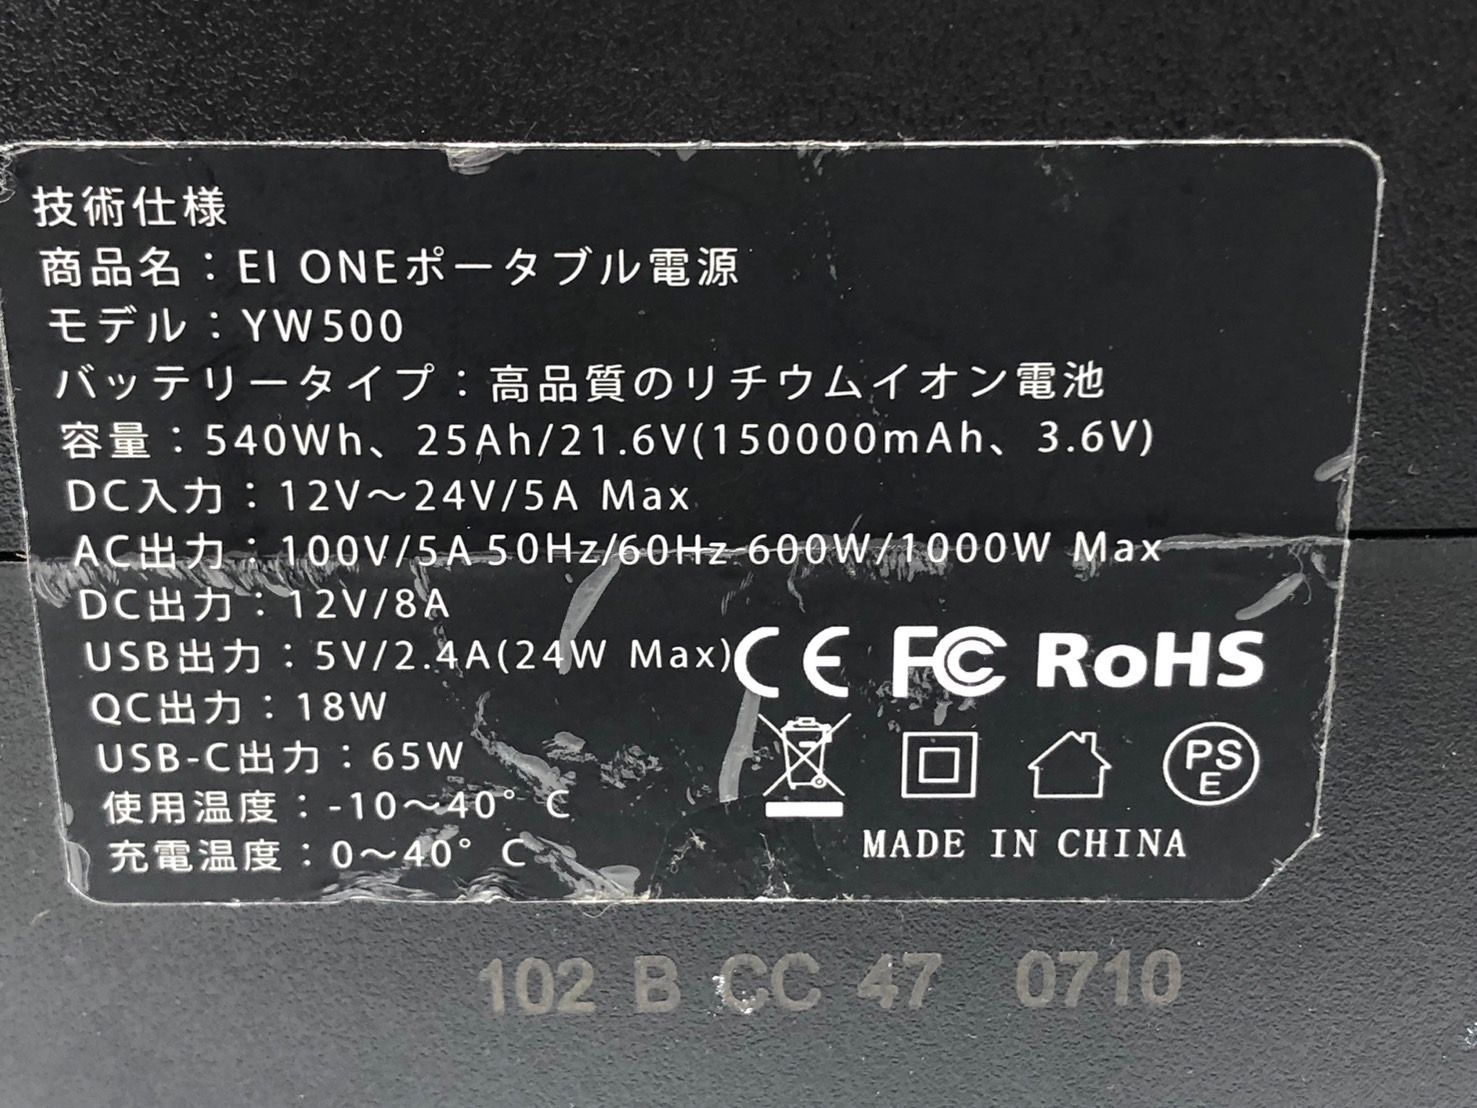 技術仕様
商品名：EI ONEポータブル電源
モデル：YW500
バッテリータイプ：高品質のリチウムイオン電池
容量：540Wh、25Ah/21.6V(150000mAh、3.6V)
DC入力：12V～24V/5A Max
AC出力：100V/5A 50Hz/60Hz 600W/1000W Max
DC出力：12V/8A
USB出力：5V/2.4A(24W Max)
QC出力：18W
USB-C出力：65W
使用温度：-10～40°C
充電温度：0～40°C
CE FC RoHS
PSE
MADE IN CHINA
102 B CC 47 0710